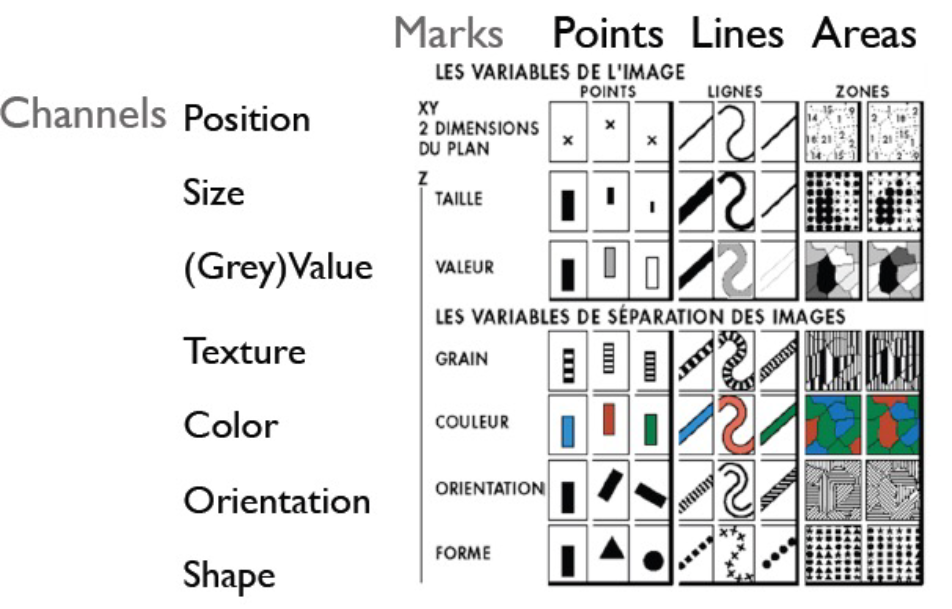 Marks Points Lines Areas
LES VARIABLES DE L'IMAGE
POINTS LIGNES ZONES
Channels Position XY
2 DIMENSIONS
DU PLAN
Z
Size TAILLE
(Grey)Value VALEUR
LES VARIABLES DE SÉPARATION DES IMAGES
Texture GRAIN
Color COULEUR
Orientation ORIENTATION
Shape FORME